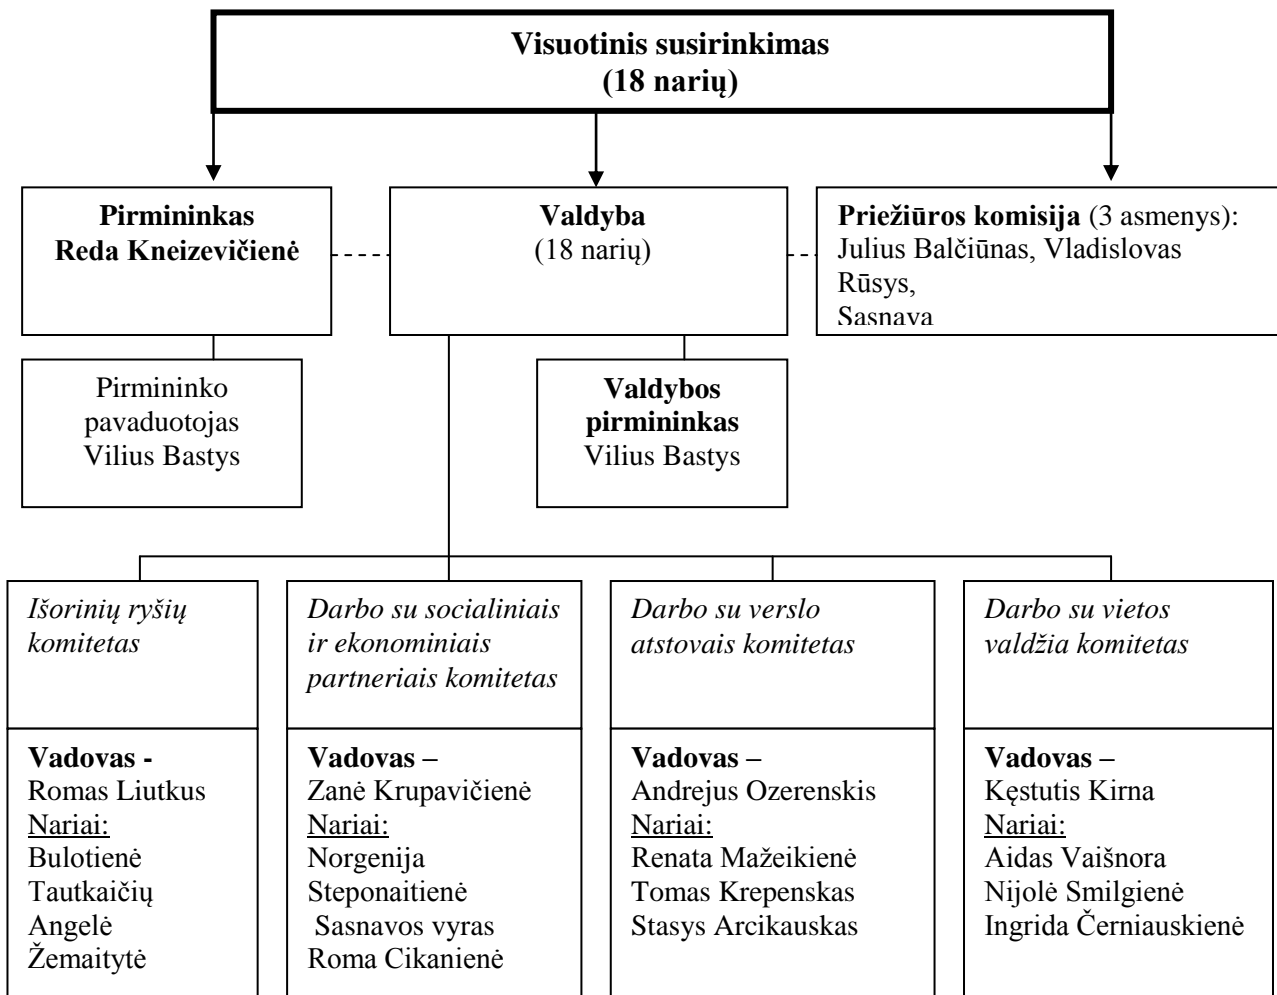 Visuotinis susirinkimas
(18 narių)
Pirmininkas
Reda Kneizevičienė
Valdyba
(18 narių)
Priežiūros komisija (3 asmenys):
Julius Balčiūnas, Vladislovas
Rūsys,
Sasnava
Pirmininko
pavaduotojas
Vilius Bastys
Valdybos
pirmininkas
Vilius Bastys
Išorinių ryšių
komitetas
Darbo su socialiniais
ir ekonominiais
partneriais komitetas
Darbo su verslo
atstovais komitetas
Darbo su vietos
valdžia komitetas
Vadovas -
Romas Liutkus
Nariai:
Bulotienė
Tautkaičių
Angelė
Žemaitytė
Vadovas –
Zanė Krupavičienė
Nariai:
Norgenija
Steponaitienė
Sasnavos vyras
Roma Cikanienė
Vadovas –
Andrejus Ozerenskis
Nariai:
Renata Mažeikienė
Tomas Krepenskas
Stasys Arcikauskas
Vadovas –
Kęstutis Kirna
Nariai:
Aidas Vaišnora
Nijolė Smilgienė
Ingrida Černiauskienė